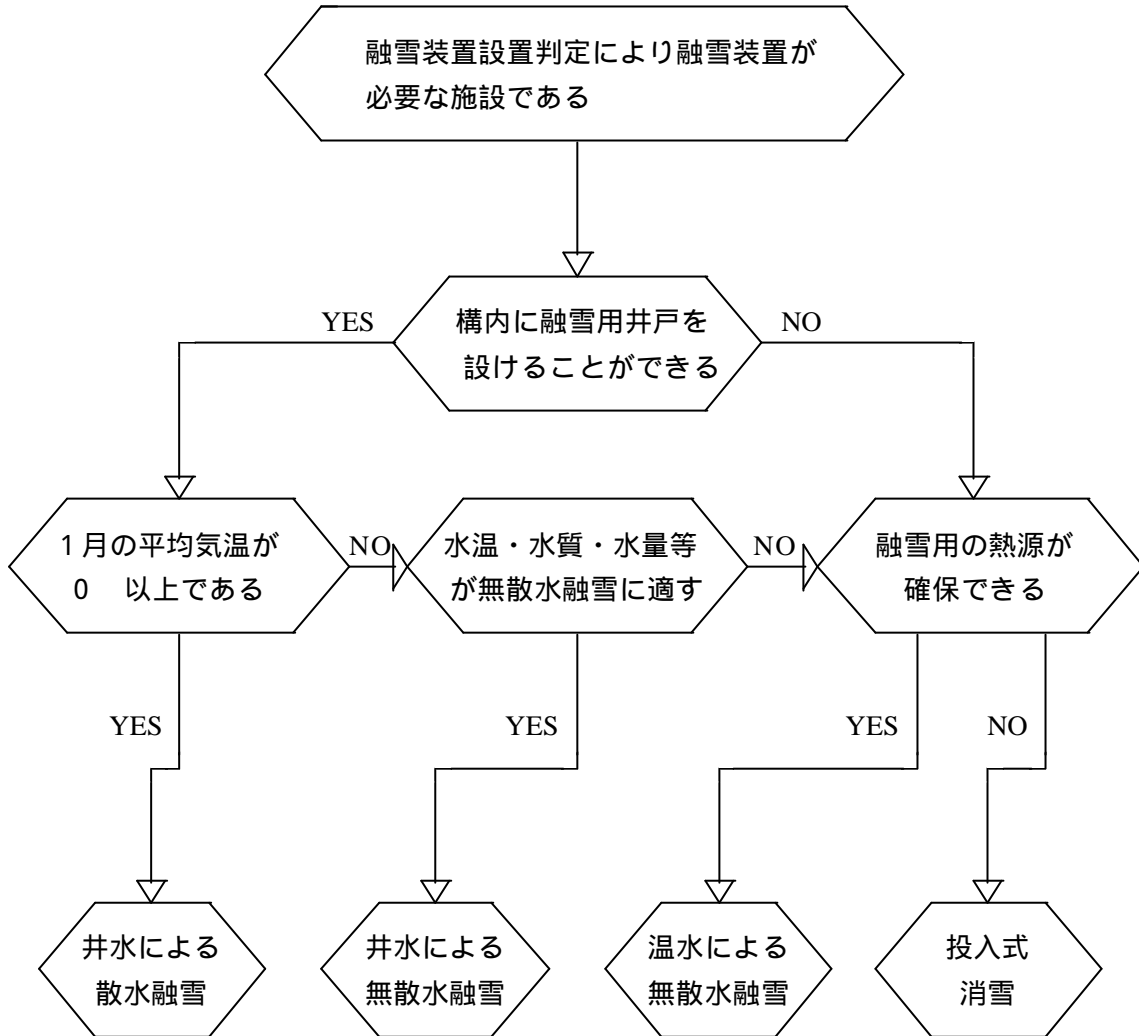 融雪装置設置判定により融雪装置が
必要な施設である
YES
構内に融雪用井戸を
設けることができる
NO
1月の平均気温が
0　以上である
NO
水温・水質・水量等
が無散水融雪に適す
NO
融雪用の熱源が
確保できる
YES
YES
YES
NO
井水による
散水融雪
井水による
無散水融雪
温水による
無散水融雪
投入式
消雪